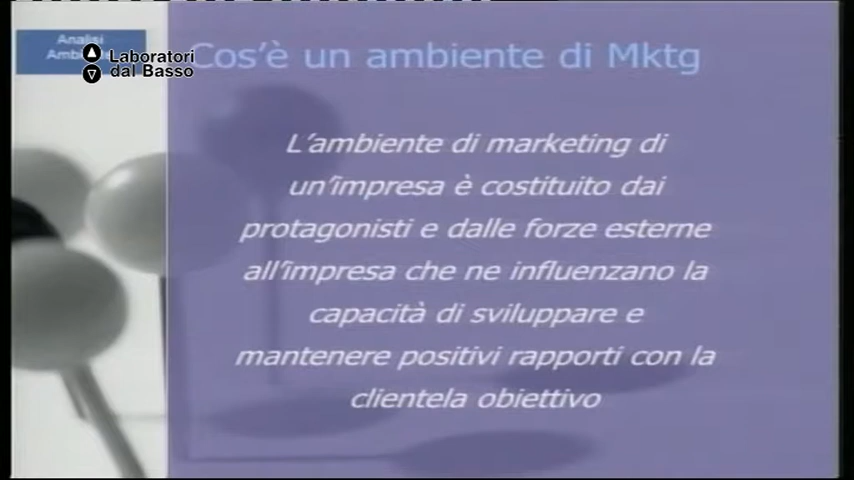 Analisi
Laboratori
dal Basso
Cos'è un ambiente di Mktg
L'ambiente di marketing di
un'impresa è costituito dai
protagonisti e dalle forze esterne
all'impresa che ne influenzano la
capacità di sviluppare e
mantenere positivi rapporti con la
clientela obiettivo